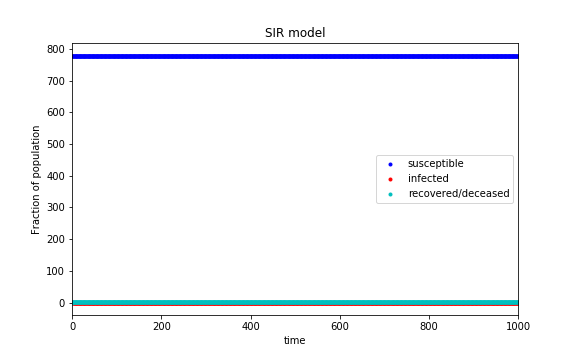 SIR model
800
700
600
500
400
300
200
100
0
Fraction of population
susceptible
infected
recovered/deceased
0 200 400 600 800 1000
time